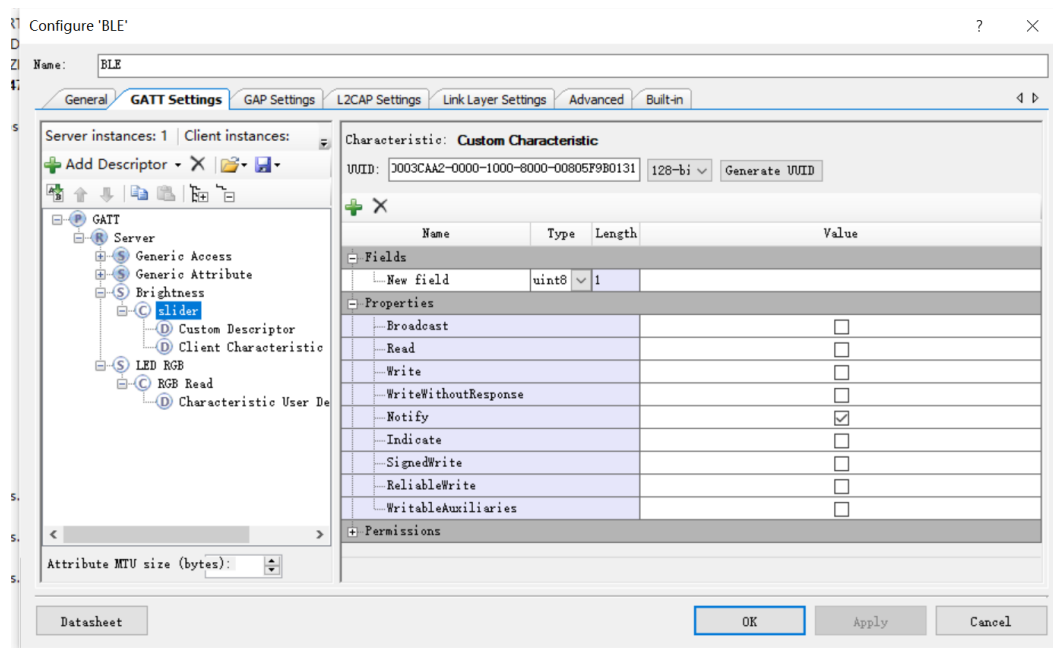 Configure 'BLE'
Name: BLE
General GATT Settings GAP Settings L2CAP Settings Link Layer Settings Advanced Built-in
Server instances: 1 Client instances:
Add Descriptor
GATT
Server
Generic Access
Generic Attribute
Brightness
slider
Custom Descriptor
Client Characteristic
LED RGB
RGB Read
Characteristic User De
Attribute MTU size (bytes):
Characteristic: Custom Characteristic
UUID: 0003CAA2-0000-1000-8000-00805F9B0131 128-bi Generate UUID
Name Type Length Value
Fields
New field uint8 1
Properties
Broadcast
Read
Write
WriteWithoutResponse
Notify
Indicate
SignedWrite
ReliableWrite
WritableAuxiliaries
Permissions
Datasheet OK Apply Cancel